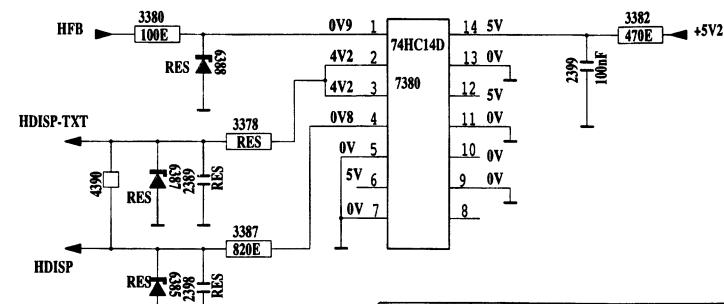 3380
HFB
100E
RES
6388
0V9 1
4V2 2
4V2 3
0V8 4
0V 5
5V 6
0V 7
74HC14D
7380
14 5V
13 0V
12 5V
11 0V
10 0V
9 0V
8
3382
470E
+5V2
2399
100nF
HDISP-TXT
3378
RES
4390
RES
6387
2389
RES
3387
820E
HDISP
RES
6385
2398
RES